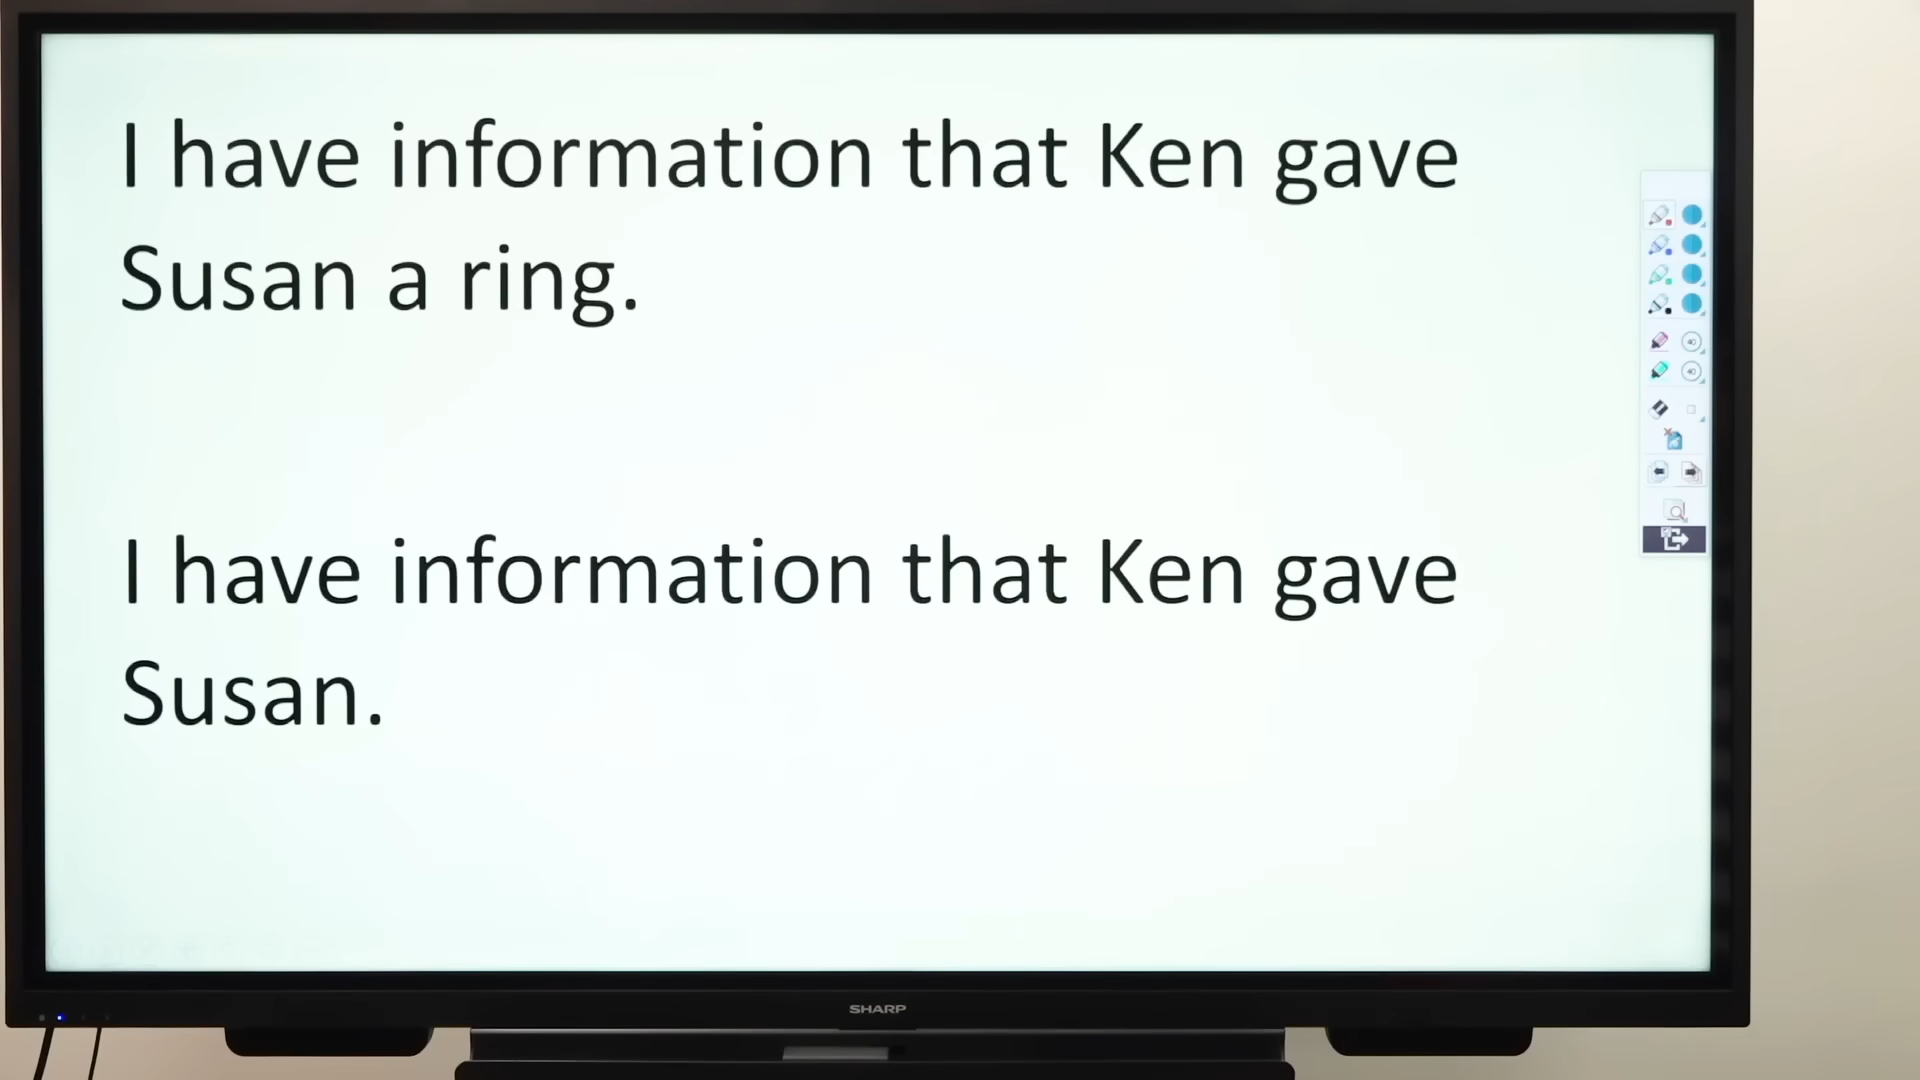 I have information that Ken gave
Susan a ring.
I have information that Ken gave
Susan.
SHARP